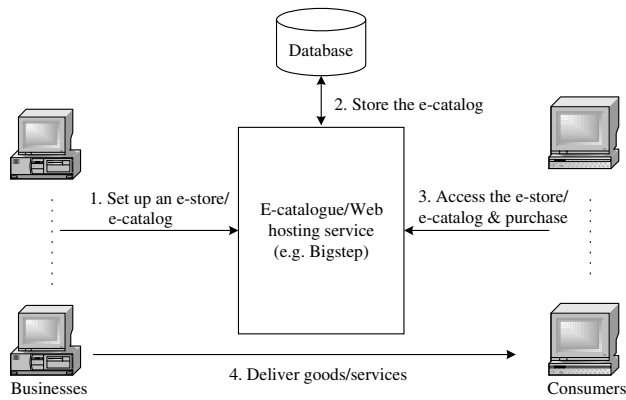 Database
2. Store the e-catalog
1. Set up an e-store/
e-catalog
E-catalogue/Web
hosting service
(e.g. Bigstep)
3. Access the e-store/
e-catalog & purchase
4. Deliver goods/services
Businesses
Consumers